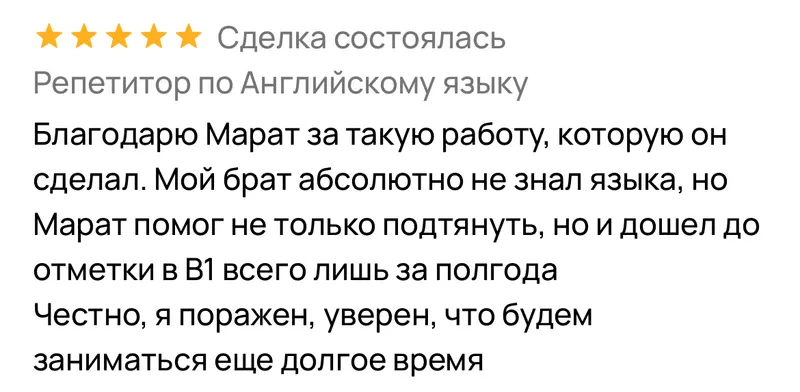 Сделка состоялась
Репетитор по Английскому языку
Благодарю Марат за такую работу, которую он
сделал. Мой брат абсолютно не знал языка, но
Марат помог не только подтянуть, но и дошел до
отметки в B1 всего лишь за полгода
Честно, я поражен, уверен, что будем
заниматься еще долгое время